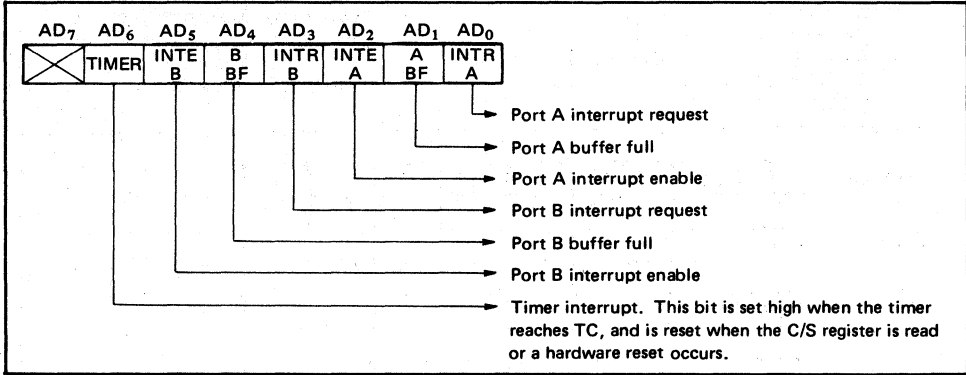 AD7 AD6 AD5 AD4 AD3 AD2 AD1 AD0
TIMER INTE B B BF INTR B INTE A A BF INTR A
Port A interrupt request
Port A buffer full
Port A interrupt enable
Port B interrupt request
Port B buffer full
Port B interrupt enable
Timer interrupt. This bit is set high when the timer
reaches TC, and is reset when the C/S register is read
or a hardware reset occurs.